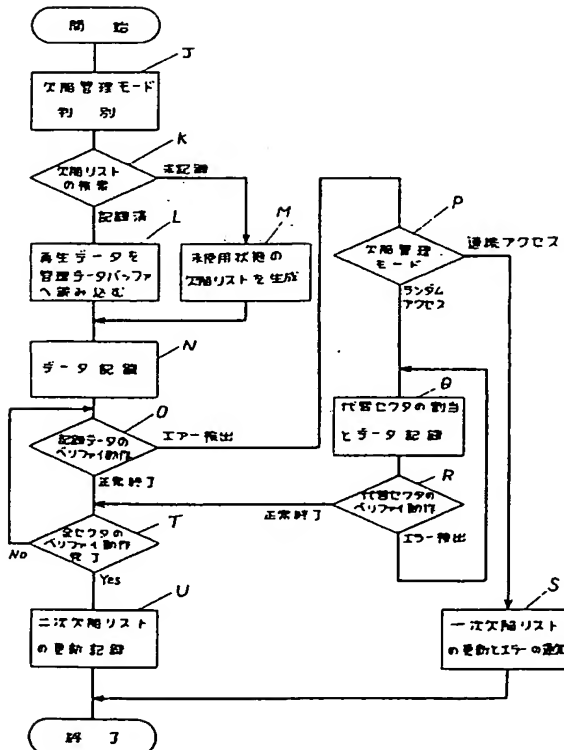 開始
J
欠陥管理モード
判別
K
欠陥リスト
の検索
未記録
記録済
L
再生データを
管理データバッファ
へ読み込む
M
未使用状態の
欠陥リストを生成
N
データ記録
O
記録データの
ベリファイ動作
エラー検出
正常終了
P
欠陥管理
モード
連続アクセス
ランダム
アクセス
Q
代替セクタの割当
とデータ記録
R
代替セクタの
ベリファイ動作
正常終了
エラー検出
T
全セクタの
ベリファイ動作
完了
No
Yes
U
二次欠陥リスト
の更新記録
S
一次欠陥リスト
の更新とエラーの通知
終了